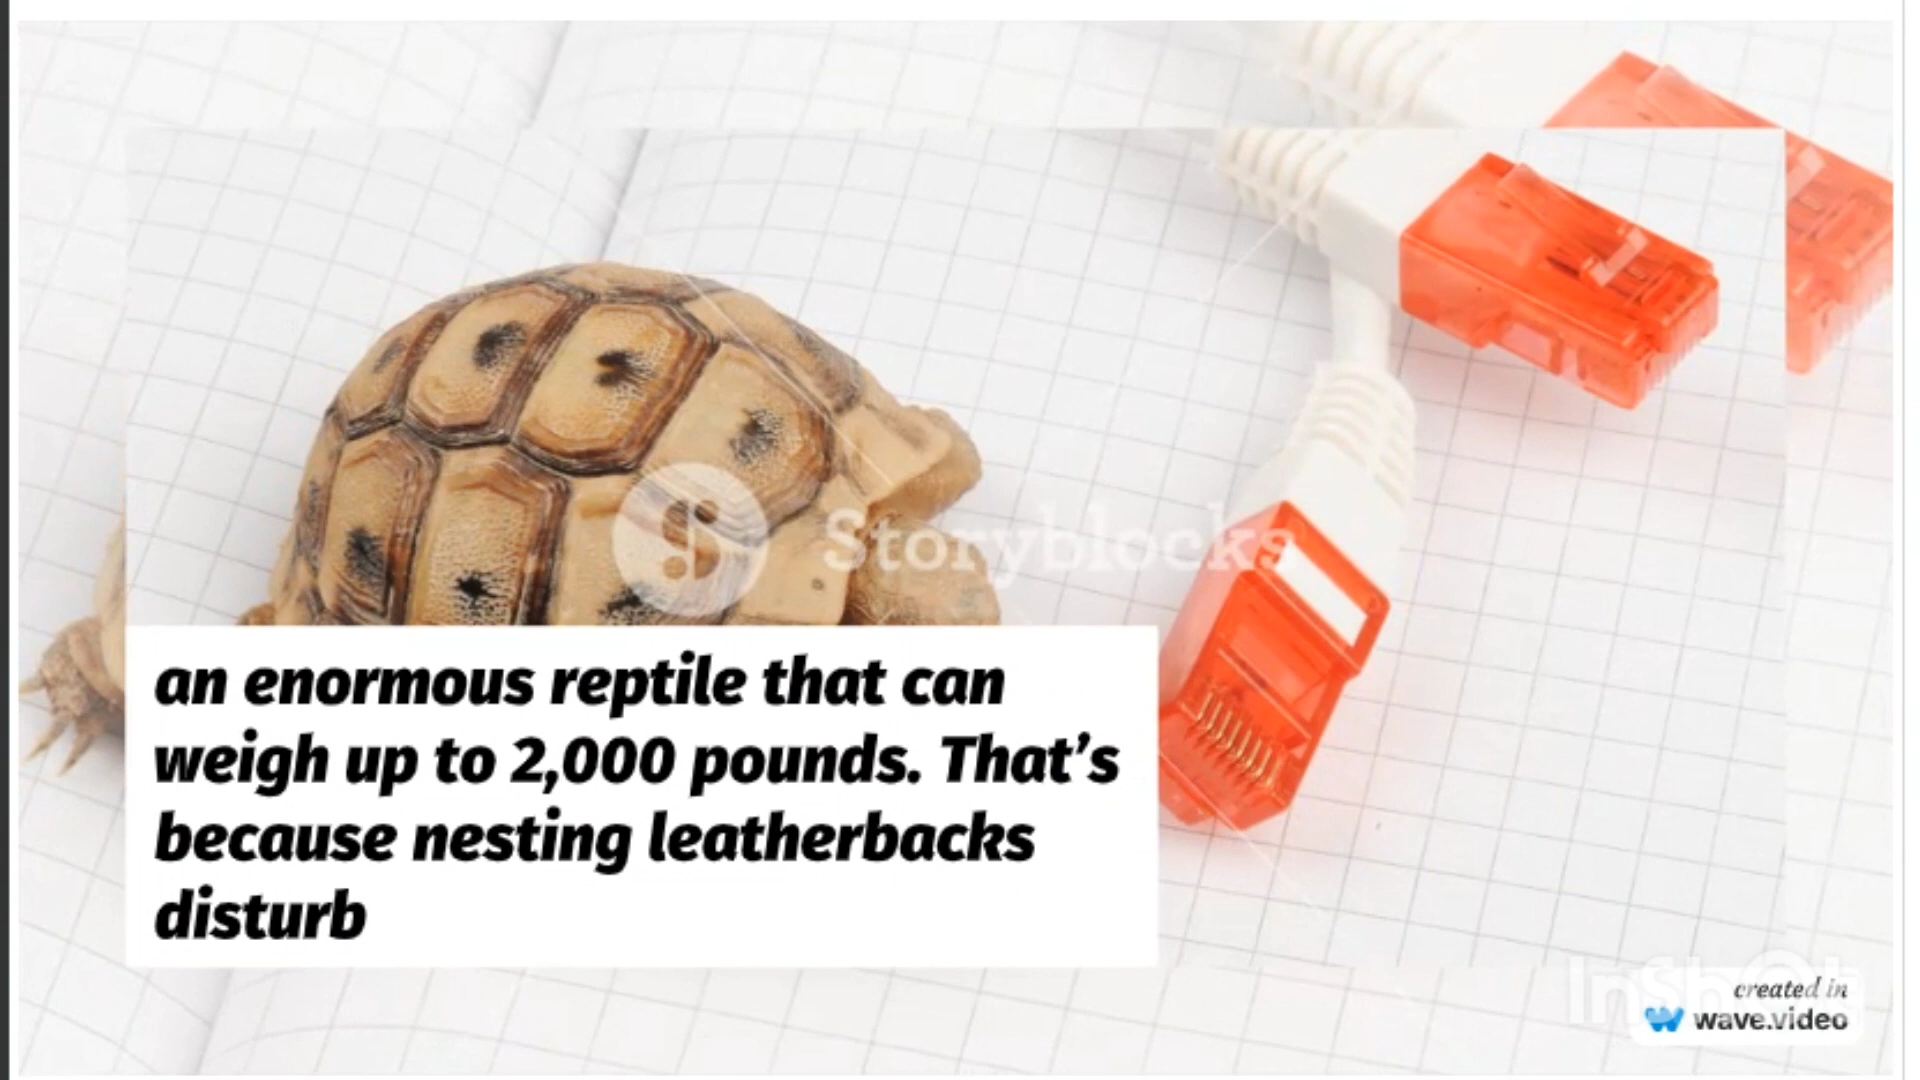 Storyblocks
an enormous reptile that can
weigh up to 2,000 pounds. That’s
because nesting leatherbacks
disturb
InShot
created in
wave.video